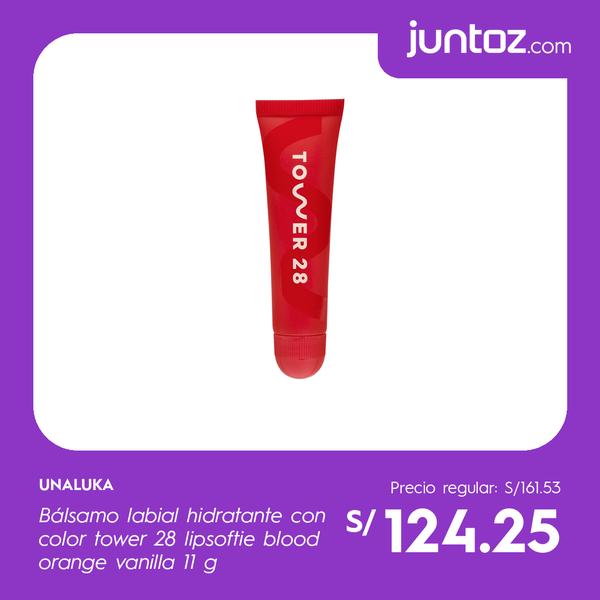 juntoz.com
TOWER 28
UNALUKA
Bálsamo labial hidratante con
color tower 28 lipsoftie blood
orange vanilla 11 g
Precio regular: S/161.53
S/124.25